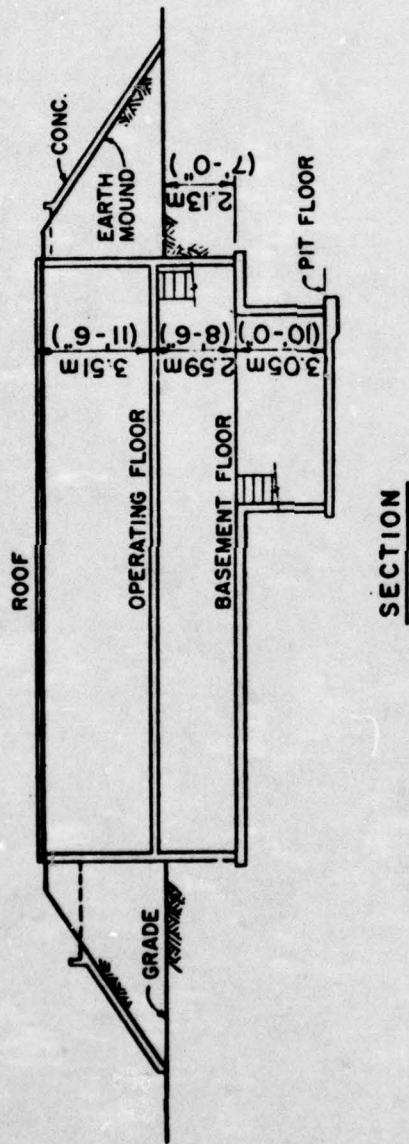 ROOF
CONC.
EARTH
MOUND
3.51m
(11'-6")
OPERATING FLOOR
GRADE
2.59m
(8'-6")
2.13m
(7'-0")
BASEMENT FLOOR
3.05m
(10'-0")
PIT FLOOR
SECTION